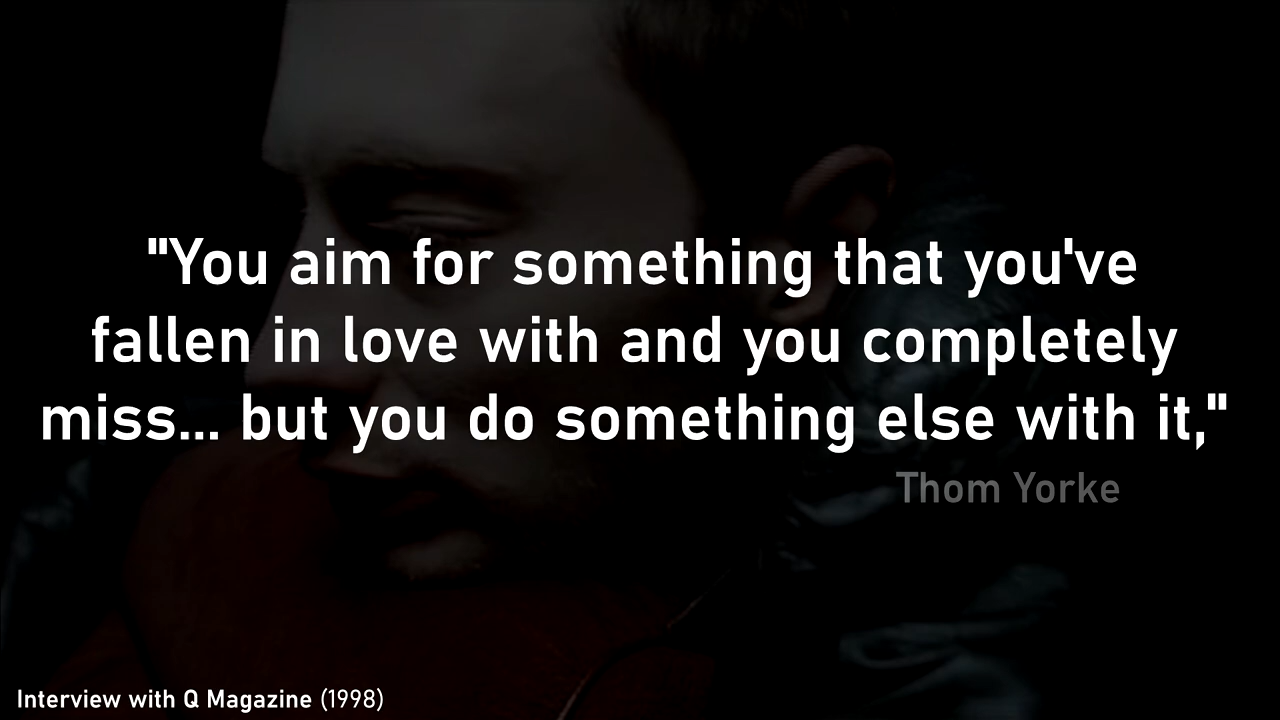 "You aim for something that you've
fallen in love with and you completely
miss... but you do something else with it,"
Thom Yorke
Interview with Q Magazine (1998)